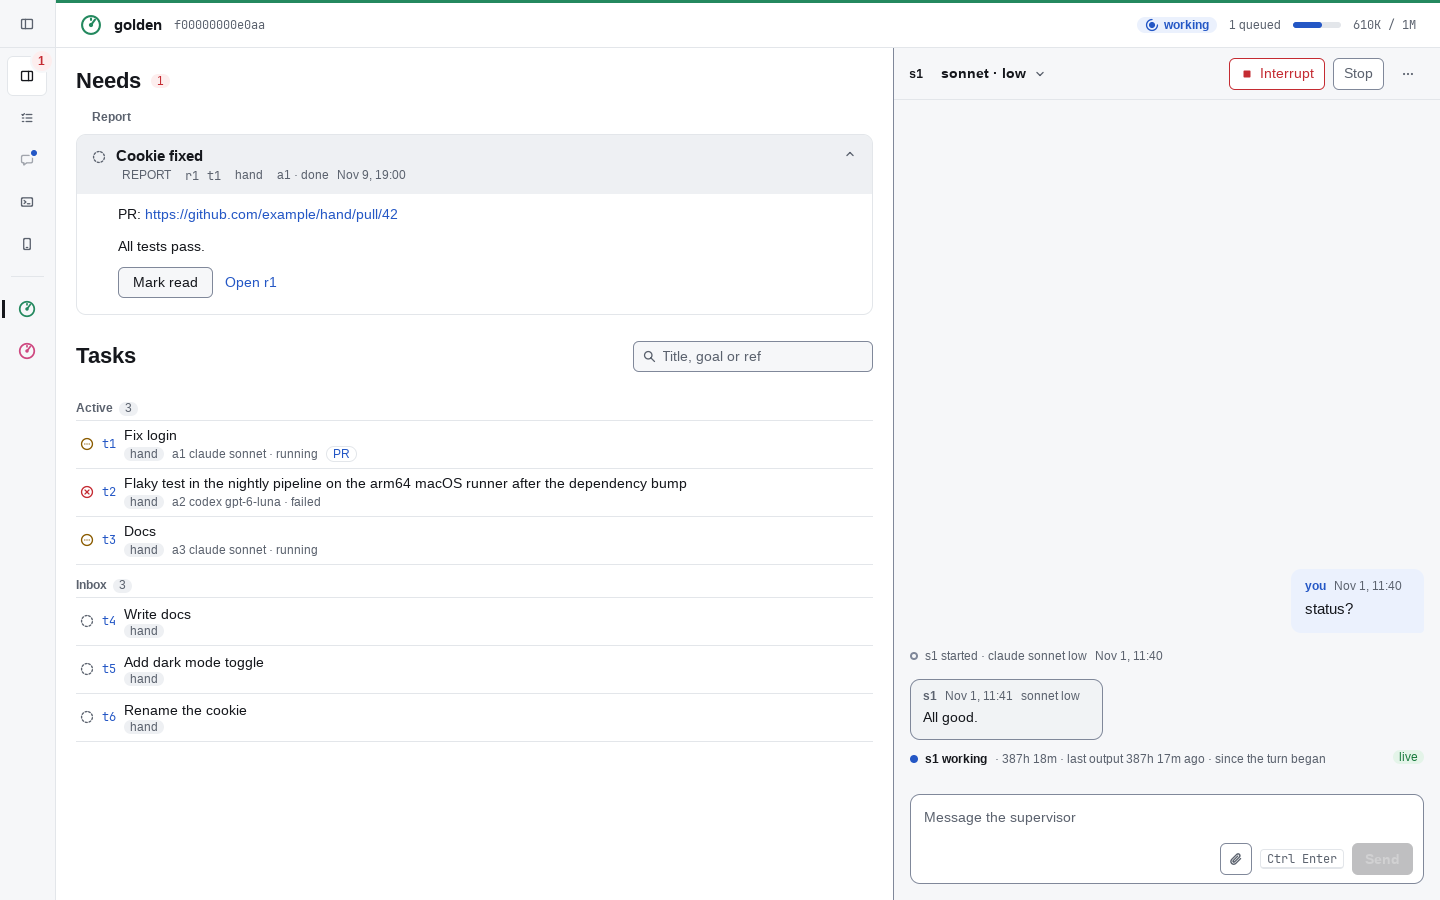 golden f00000000e0aa working 1 queued 610K / 1M
1
Needs 1
Report
Cookie fixed
REPORT r1 t1 hand a1 · done Nov 9, 19:00
PR: https://github.com/example/hand/pull/42
All tests pass.
Mark read Open r1
Tasks
Title, goal or ref
Active 3
t1 Fix login
hand a1 claude sonnet · running PR
t2 Flaky test in the nightly pipeline on the arm64 macOS runner after the dependency bump
hand a2 codex gpt-6-luna · failed
t3 Docs
hand a3 claude sonnet · running
Inbox 3
t4 Write docs
hand
t5 Add dark mode toggle
hand
t6 Rename the cookie
hand
s1 sonnet · low Interrupt Stop
you Nov 1, 11:40
status?
s1 started · claude sonnet low Nov 1, 11:40
s1 Nov 1, 11:41 sonnet low
All good.
s1 working · 387h 18m · last output 387h 17m ago · since the turn began live
Message the supervisor
Ctrl Enter Send